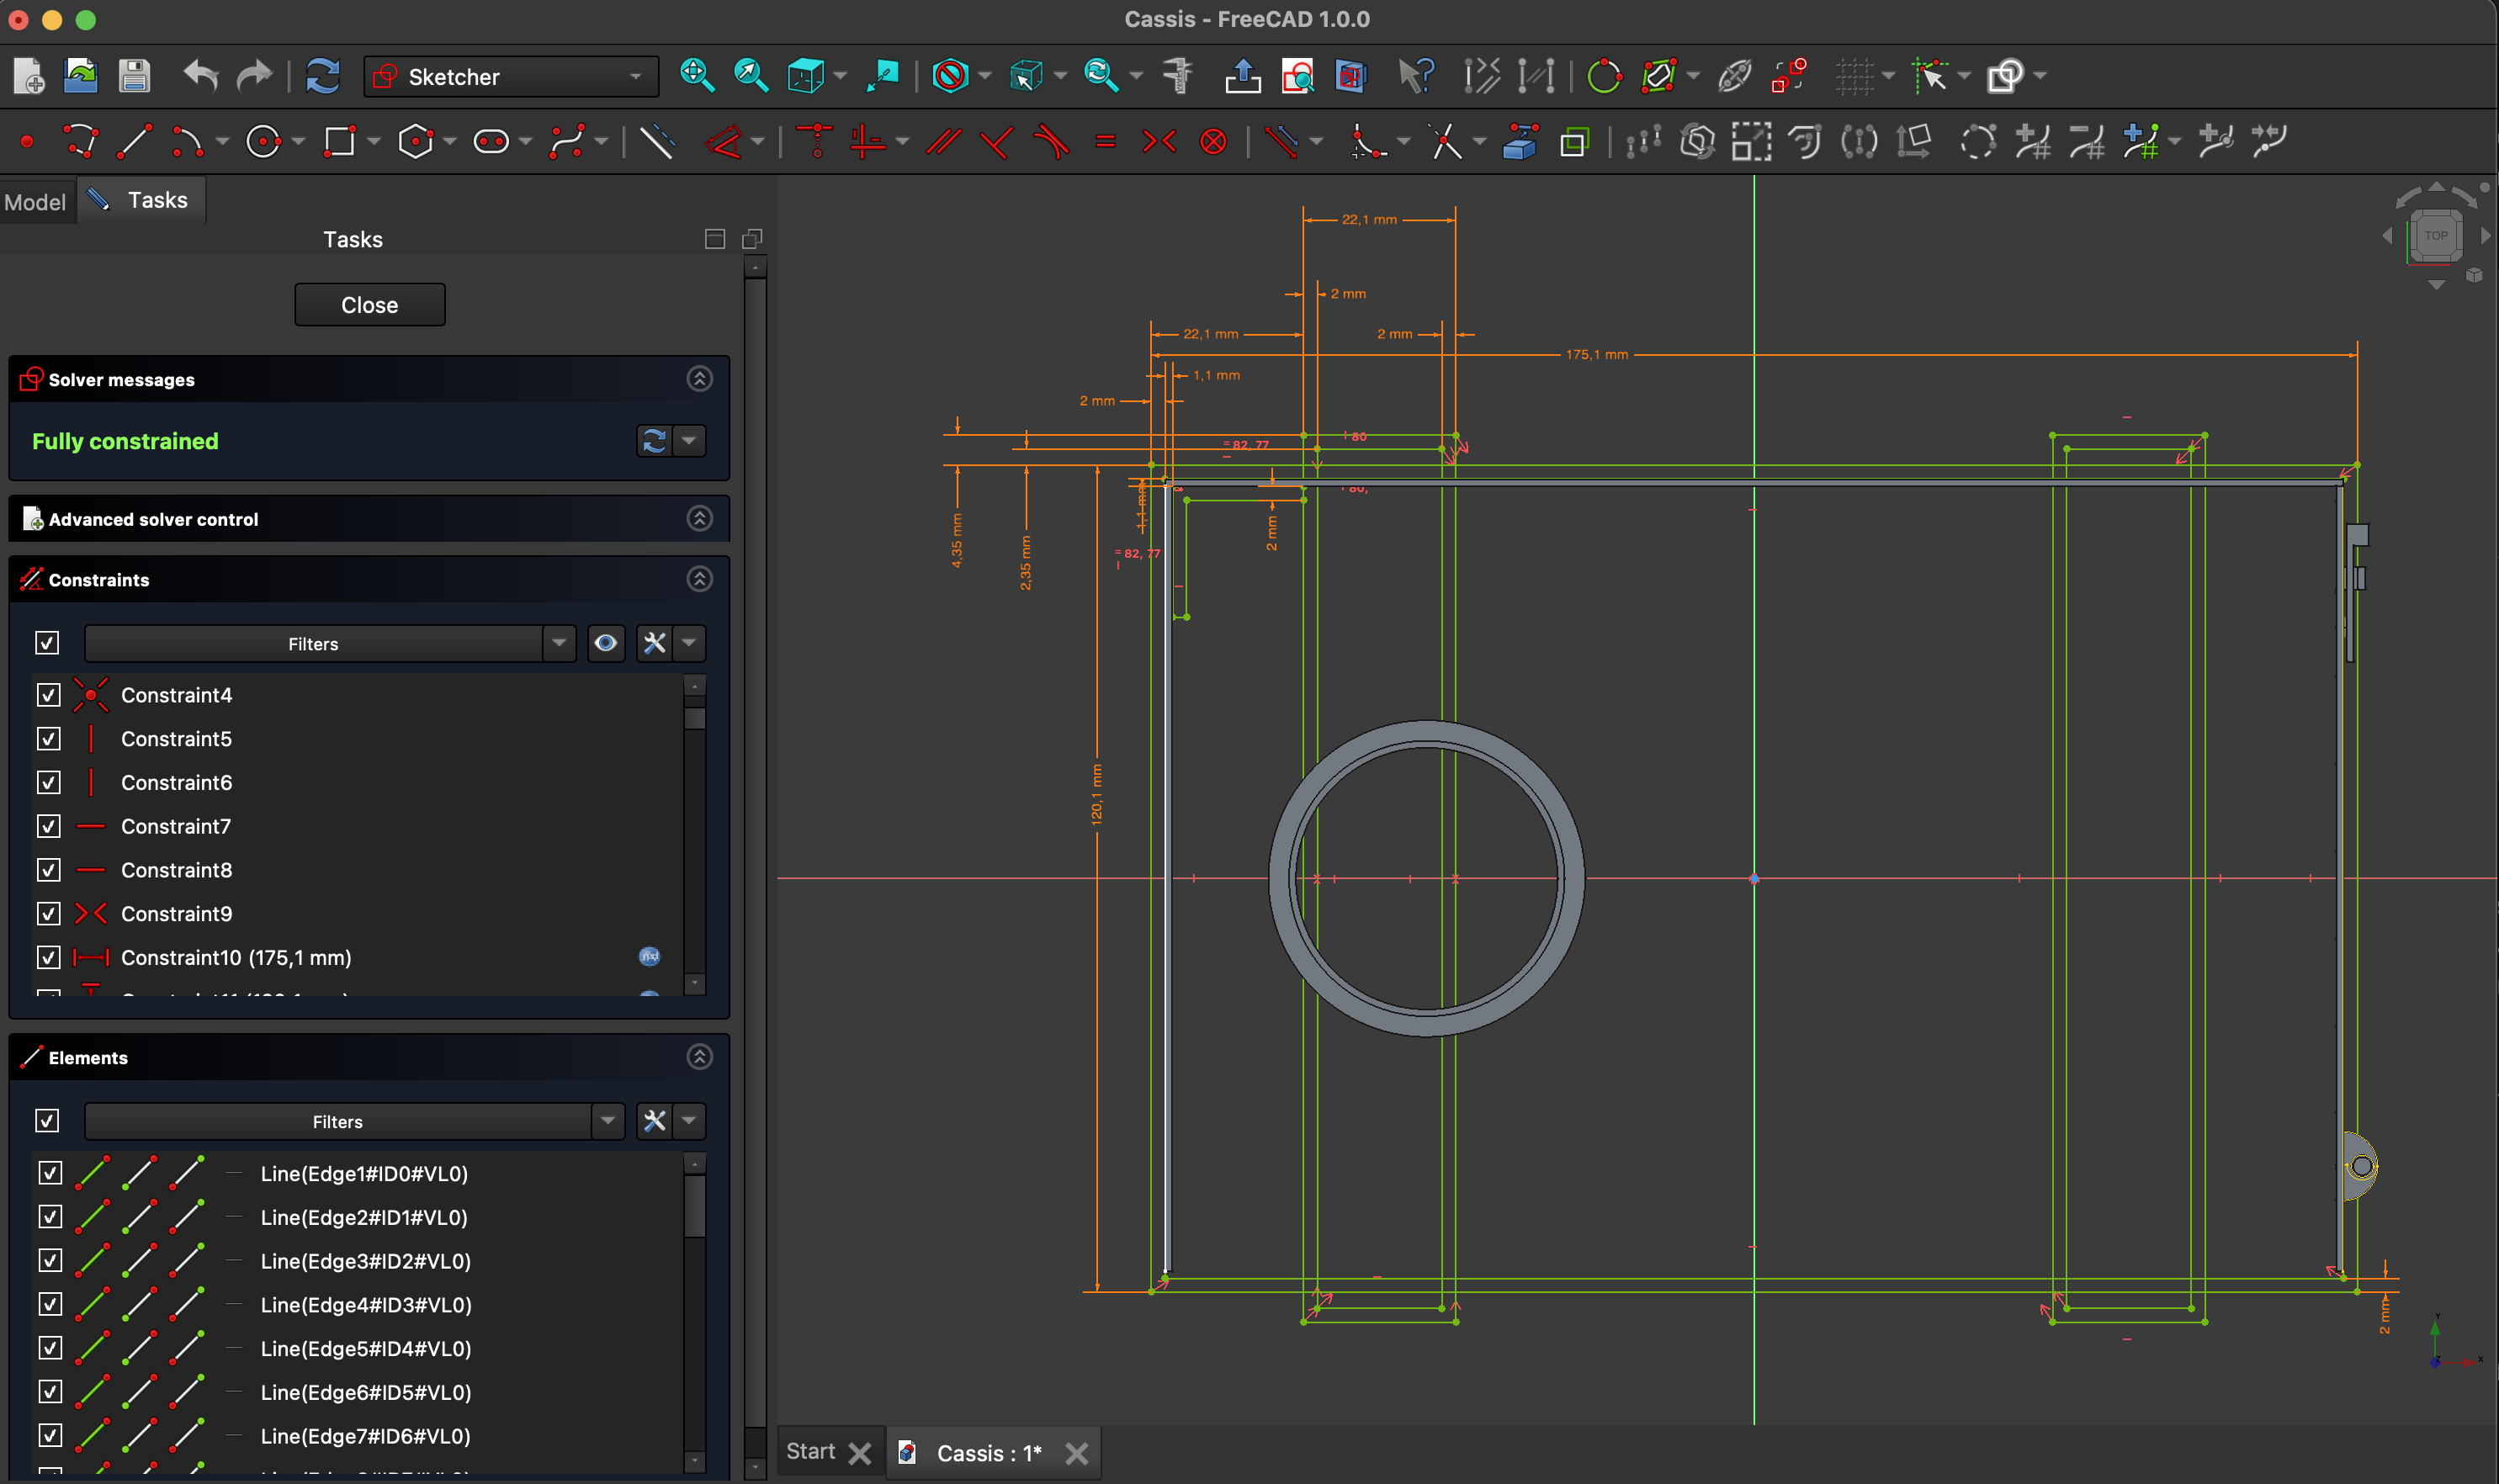 Cassis - FreeCAD 1.0.0
Sketcher
Model
Tasks
Tasks
Close
Solver messages
Fully constrained
Advanced solver control
Constraints
Filters
Constraint4
Constraint5
Constraint6
Constraint7
Constraint8
Constraint9
Constraint10 (175,1 mm)
Elements
Filters
Line(Edge1#ID0#VL0)
Line(Edge2#ID1#VL0)
Line(Edge3#ID2#VL0)
Line(Edge4#ID3#VL0)
Line(Edge5#ID4#VL0)
Line(Edge6#ID5#VL0)
Line(Edge7#ID6#VL0)
22,1 mm
2 mm
22,1 mm
2 mm
175,1 mm
1,1 mm
2 mm
80
= 82, 77
80,
1,1 mm
4,35 mm
2,35 mm
2 mm
= 82, 77
120,1 mm
2 mm
TOP
Y
X
Z
Start
Cassis : 1*